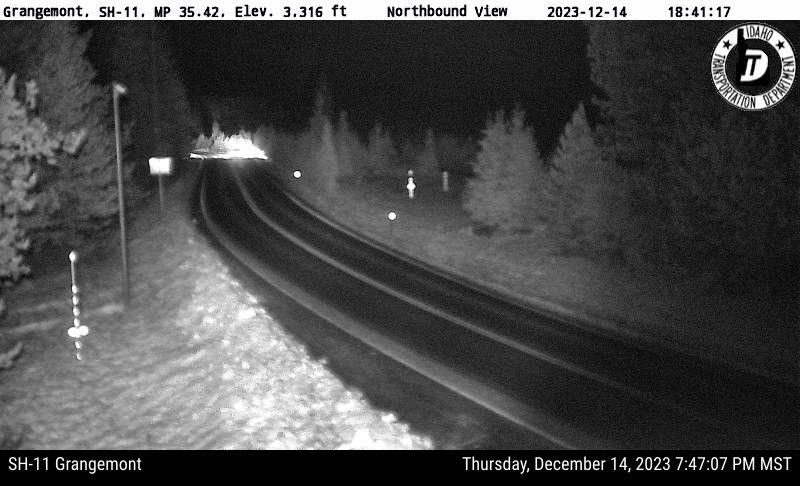 Grangemont, SH-11, MP 35.42, Elev. 3,316 ft Northbound View 2023-12-14 18:41:17
IDAHO
TRANSPORTATION DEPARTMENT
SH-11 Grangemont Thursday, December 14, 2023 7:47:07 PM MST